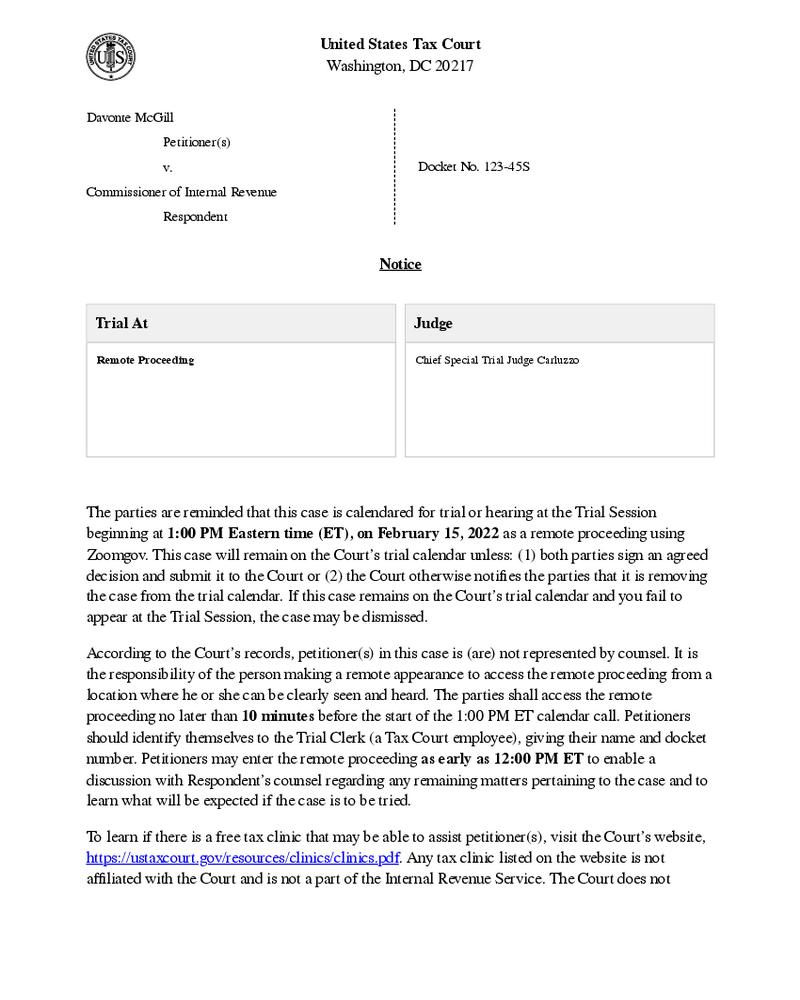 UNITED STATES TAX COURT
US
United States Tax Court
Washington, DC 20217
Davonte McGill
Petitioner(s)
v.
Commissioner of Internal Revenue
Respondent
Docket No. 123-45S
Notice
Trial At
Remote Proceeding
Judge
Chief Special Trial Judge Carluzzo
The parties are reminded that this case is calendared for trial or hearing at the Trial Session
beginning at 1:00 PM Eastern time (ET), on February 15, 2022 as a remote proceeding using
Zoomgov. This case will remain on the Court's trial calendar unless: (1) both parties sign an agreed
decision and submit it to the Court or (2) the Court otherwise notifies the parties that it is removing
the case from the trial calendar. If this case remains on the Court's trial calendar and you fail to
appear at the Trial Session, the case may be dismissed.
According to the Court's records, petitioner(s) in this case is (are) not represented by counsel. It is
the responsibility of the person making a remote appearance to access the remote proceeding from a
location where he or she can be clearly seen and heard. The parties shall access the remote
proceeding no later than 10 minutes before the start of the 1:00 PM ET calendar call. Petitioners
should identify themselves to the Trial Clerk (a Tax Court employee), giving their name and docket
number. Petitioners may enter the remote proceeding as early as 12:00 PM ET to enable a
discussion with Respondent's counsel regarding any remaining matters pertaining to the case and to
learn what will be expected if the case is to be tried.
To learn if there is a free tax clinic that may be able to assist petitioner(s), visit the Court's website,
https://ustaxcourt.gov/resources/clinics/clinics.pdf. Any tax clinic listed on the website is not
affiliated with the Court and is not a part of the Internal Revenue Service. The Court does not